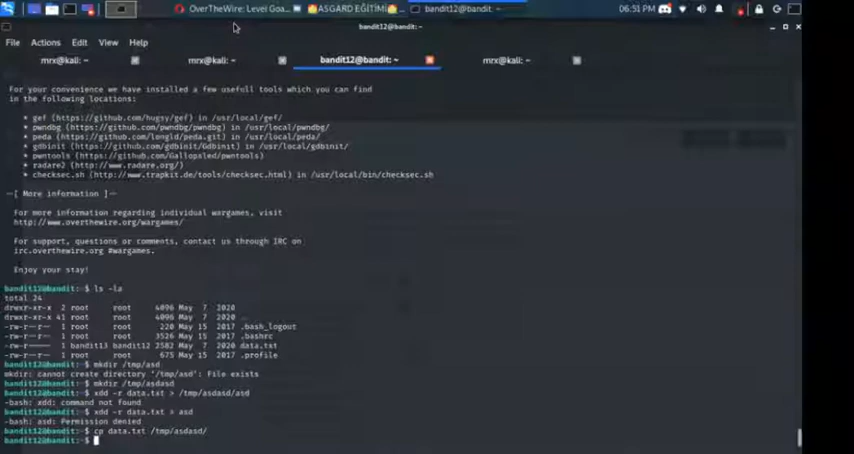 OverTheWire: Level Goa...
ASGARD EĞİTİMİ
bandit12@bandit: ~
06:51 PM
bandit12@bandit: ~
File Actions Edit View Help
mrx@kali: ~
mrx@kali: ~
bandit12@bandit: ~
mrx@kali: ~
For your convenience we have installed a few usefull tools which you can find
in the following locations:
* gef (https://github.com/hugsy/gef) in /usr/local/gef/
* pwndbg (https://github.com/pwndbg/pwndbg) in /usr/local/pwndbg/
* peda (https://github.com/longld/peda.git) in /usr/local/peda/
* gdbinit (https://github.com/gdbinit/Gdbinit) in /usr/local/gdbinit/
* pwntools (https://github.com/Gallopsled/pwntools)
* radare2 (http://www.radare.org/)
* checksec.sh (http://www.trapkit.de/tools/checksec.html) in /usr/local/bin/checksec.sh
--[ More information ]--
For more information regarding individual wargames, visit
http://www.overthewire.org/wargames/
For support, questions or comments, contact us through IRC on
irc.overthewire.org #wargames.
Enjoy your stay!
bandit12@bandit:~$ ls -la
total 24
drwxr-xr-x 2 root root 4096 May 7 2020 .
drwxr-xr-x 41 root root 4096 May 7 2020 ..
-rw-r--r-- 1 root root 220 May 15 2017 .bash_logout
-rw-r--r-- 1 root root 3526 May 15 2017 .bashrc
-rw-r----- 1 bandit13 bandit12 2582 May 7 2020 data.txt
-rw-r--r-- 1 root root 675 May 15 2017 .profile
bandit12@bandit:~$ mkdir /tmp/asd
mkdir: cannot create directory '/tmp/asd': File exists
bandit12@bandit:~$ mkdir /tmp/asdasd
bandit12@bandit:~$ xdd -r data.txt > /tmp/asdasd/asd
-bash: xdd: command not found
bandit12@bandit:~$ xdd -r data.txt > asd
-bash: asd: Permission denied
bandit12@bandit:~$ cp data.txt /tmp/asdasd/
bandit12@bandit:~$